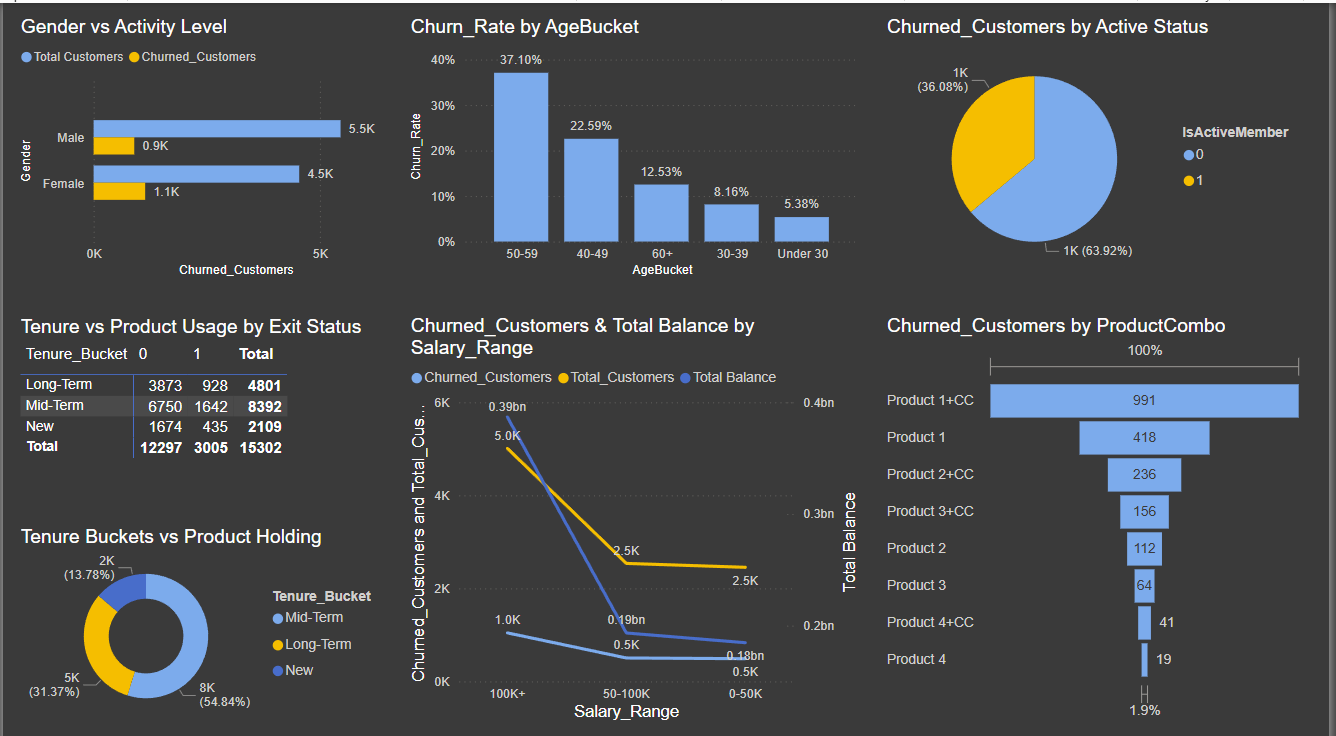 Gender vs Activity Level
Total Customers Churned_Customers
Gender
Male
5.5K
0.9K
Female
4.5K
1.1K
0K 5K
Churned_Customers
Churn_Rate by AgeBucket
Churn_Rate
40%
30%
20%
10%
0%
37.10%
22.59%
12.53%
8.16%
5.38%
50-59 40-49 60+ 30-39 Under 30
AgeBucket
Churned_Customers by Active Status
1K
(36.08%)
1K (63.92%)
IsActiveMember
0
1
Tenure vs Product Usage by Exit Status
Tenure_Bucket 0 1 Total
Long-Term 3873 928 4801
Mid-Term 6750 1642 8392
New 1674 435 2109
Total 12297 3005 15302
Tenure Buckets vs Product Holding
2K
(13.78%)
5K
(31.37%)
8K
(54.84%)
Tenure_Bucket
Mid-Term
Long-Term
New
Churned_Customers & Total Balance by
Salary_Range
Churned_Customers Total_Customers Total Balance
Churned_Customers and Total_Cus...
6K
4K
2K
0K
0.39bn
5.0K
2.5K
2.5K
1.0K
0.19bn
0.5K
0.18bn
0.5K
0.4bn
0.3bn
0.2bn
Total Balance
100K+ 50-100K 0-50K
Salary_Range
Churned_Customers by ProductCombo
100%
Product 1+CC 991
Product 1 418
Product 2+CC 236
Product 3+CC 156
Product 2 112
Product 3 64
Product 4+CC 41
Product 4 19
1.9%